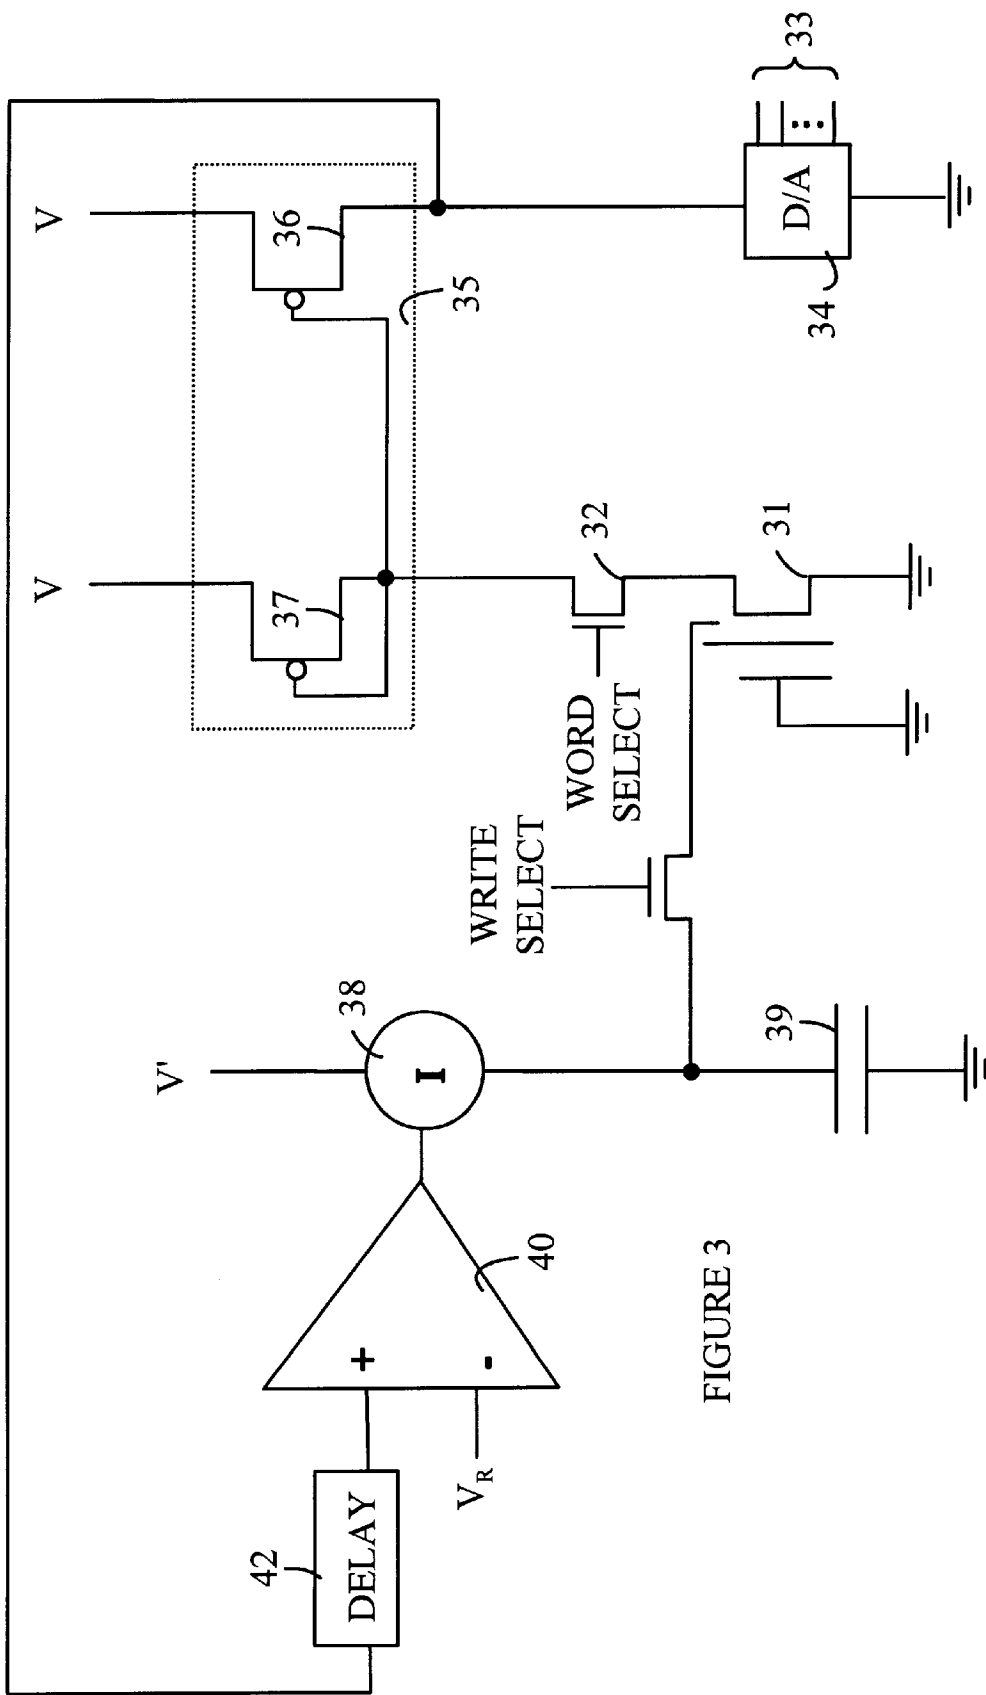 V
V
V'
36
37
35
38
40
+
-
I
42
DELAY
V_R
WRITE
SELECT
WORD
SELECT
32
31
39
D/A
34
33
⋮
FIGURE 3